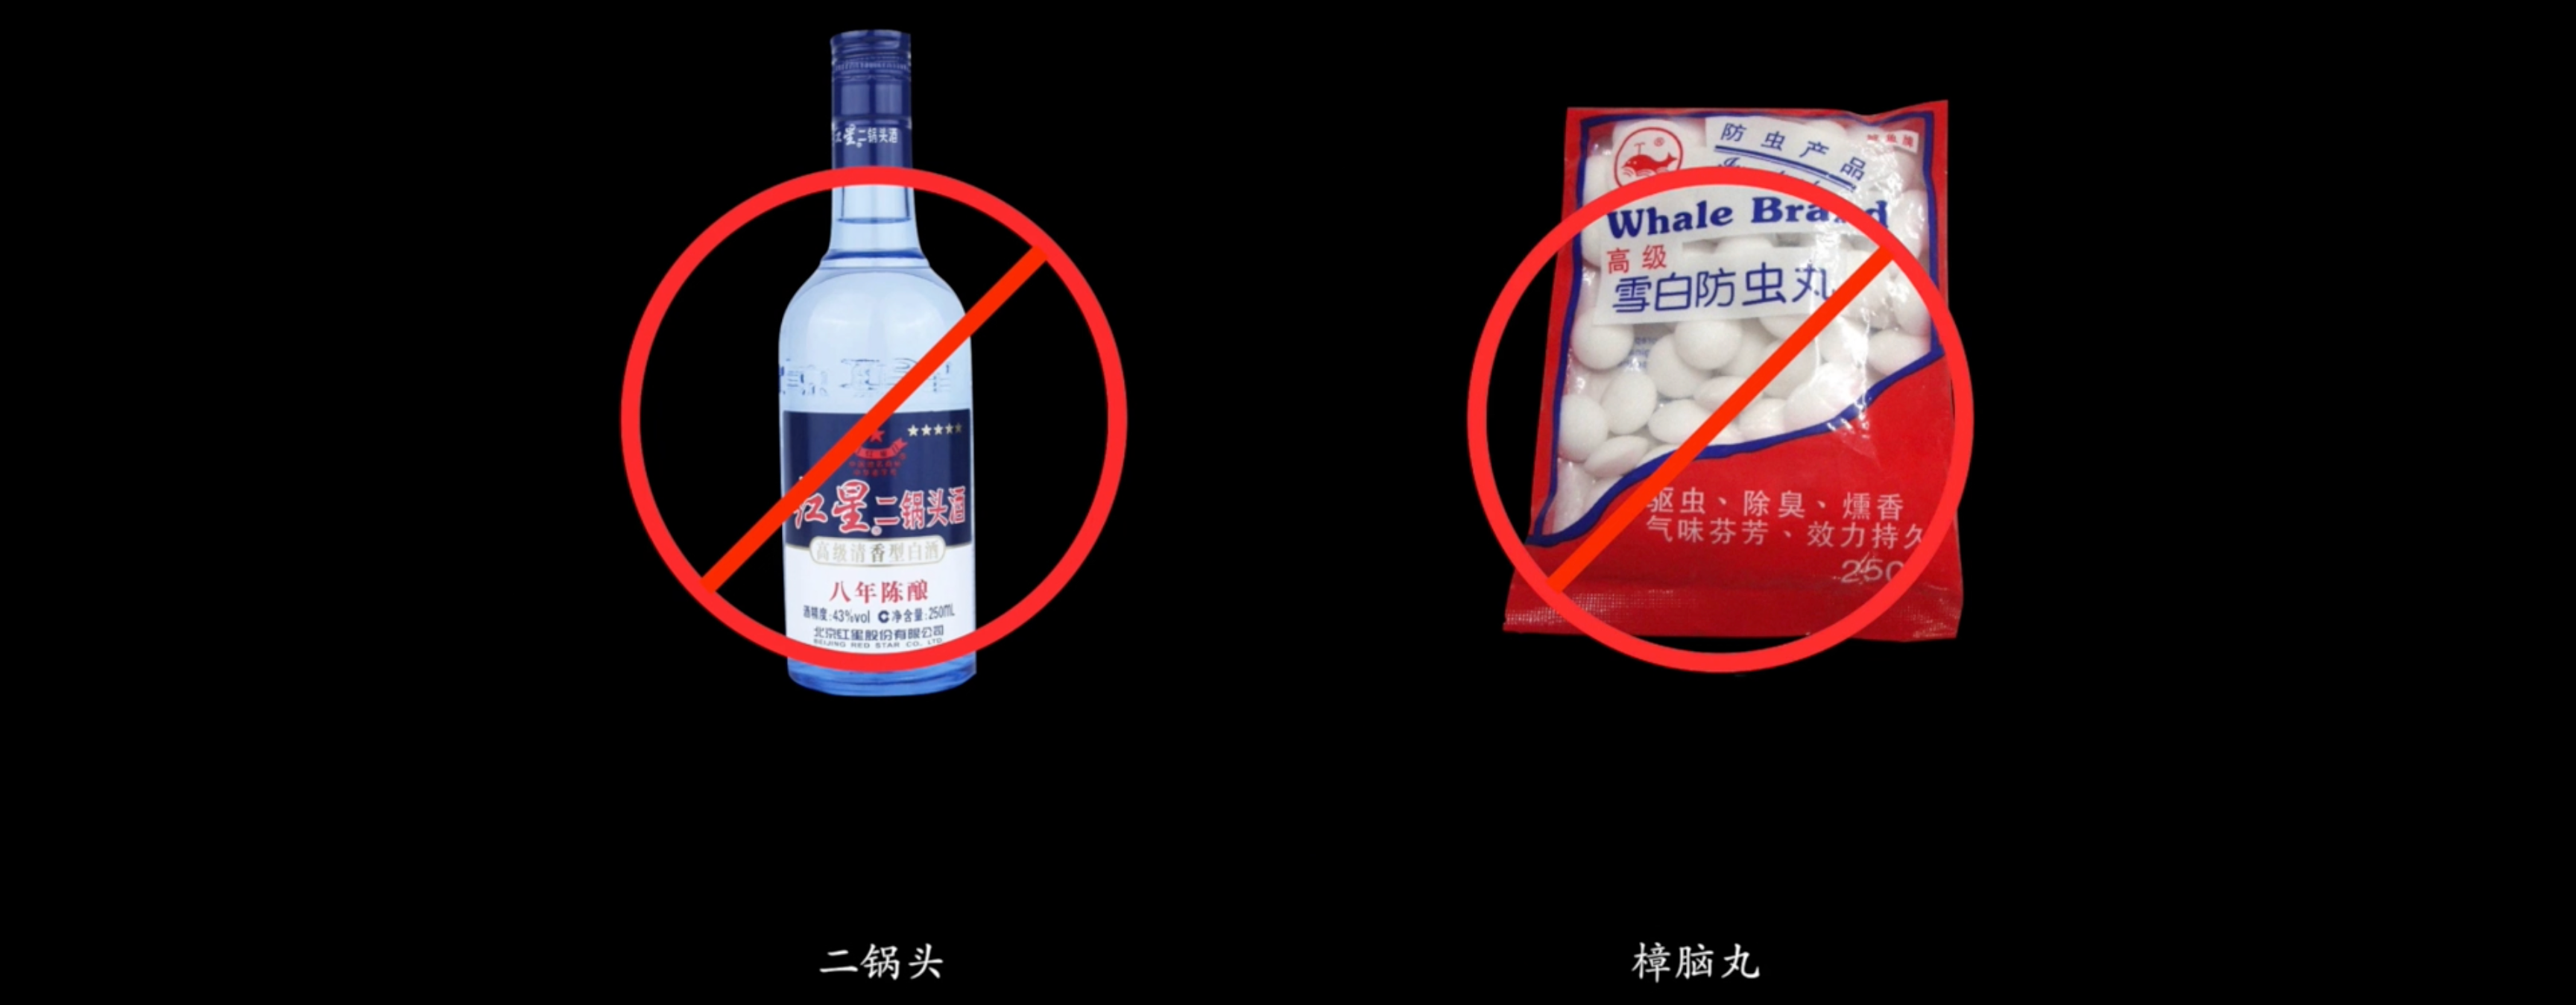 红星二锅头酒
★★★★★
红星二锅头酒
高级清香型白酒
八年陈酿
酒精度:43%vol 净含量:250mL
北京红星股份有限公司
BEIJING RED STAR CO., LTD.
二锅头
防虫产品
Whale Brand
高级
雪白防虫丸
驱虫、除臭、燻香
气味芬芳、效力持久
250
樟脑丸